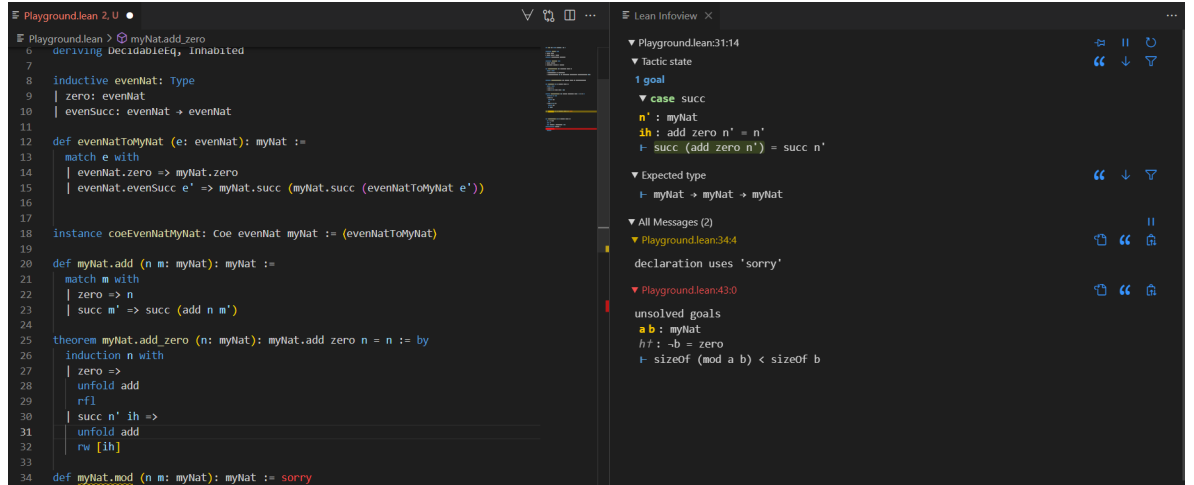 Playground.lean 2, U ●
Playground.lean > myNat.add_zero
6 deriving DecidableEq, Inhabited
7
8 inductive evenNat: Type
9 | zero: evenNat
10 | evenSucc: evenNat → evenNat
11
12 def evenNatToMyNat (e: evenNat): myNat :=
13 match e with
14 | evenNat.zero => myNat.zero
15 | evenNat.evenSucc e' => myNat.succ (myNat.succ (evenNatToMyNat e'))
16
17
18 instance coeEvenNatMyNat: Coe evenNat myNat := ⟨evenNatToMyNat⟩
19
20 def myNat.add (n m: myNat): myNat :=
21 match m with
22 | zero => n
23 | succ m' => succ (add n m')
24
25 theorem myNat.add_zero (n: myNat): myNat.add zero n = n := by
26 induction n with
27 | zero =>
28 unfold add
29 rfl
30 | succ n' ih =>
31 unfold add
32 rw [ih]
33
34 def myNat.mod (n m: myNat): myNat := sorry
Lean Infoview ×
Playground.lean:31:14
Tactic state
1 goal
case succ
n' : myNat
ih : add zero n' = n'
⊢ succ (add zero n') = succ n'
Expected type
⊢ myNat → myNat → myNat
All Messages (2)
Playground.lean:34:4
declaration uses 'sorry'
Playground.lean:43:0
unsolved goals
a b : myNat
h† : ¬b = zero
⊢ sizeOf (mod a b) < sizeOf b